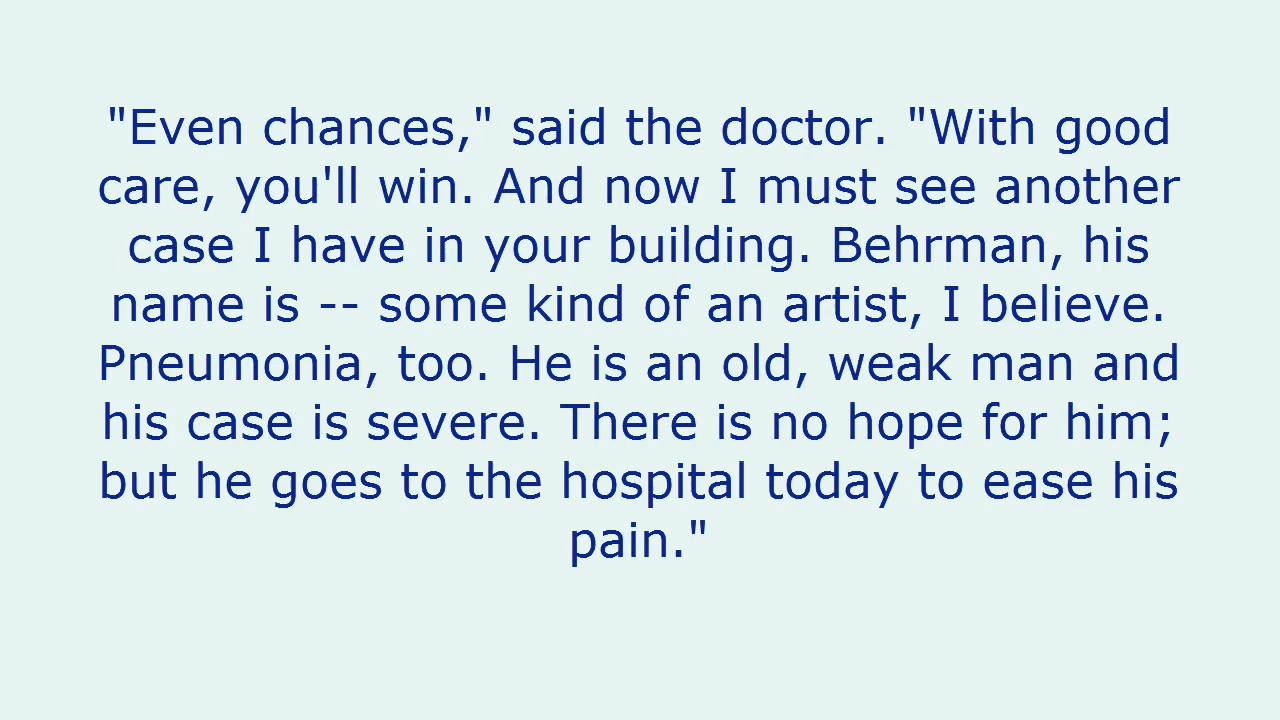 "Even chances," said the doctor. "With good
care, you'll win. And now I must see another
case I have in your building. Behrman, his
name is -- some kind of an artist, I believe.
Pneumonia, too. He is an old, weak man and
his case is severe. There is no hope for him;
but he goes to the hospital today to ease his
pain."